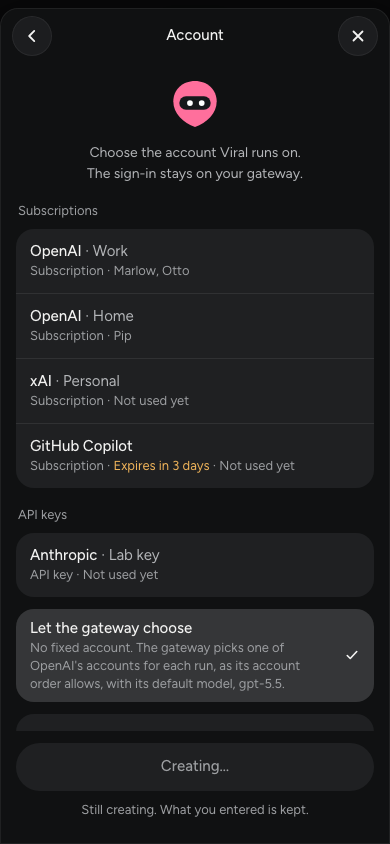 Account
Choose the account Viral runs on.
The sign-in stays on your gateway.
Subscriptions
OpenAI · Work
Subscription · Marlow, Otto
OpenAI · Home
Subscription · Pip
xAI · Personal
Subscription · Not used yet
GitHub Copilot
Subscription · Expires in 3 days · Not used yet
API keys
Anthropic · Lab key
API key · Not used yet
Let the gateway choose
No fixed account. The gateway picks one of
OpenAI's accounts for each run, as its account
order allows, with its default model, gpt-5.5.
Creating...
Still creating. What you entered is kept.